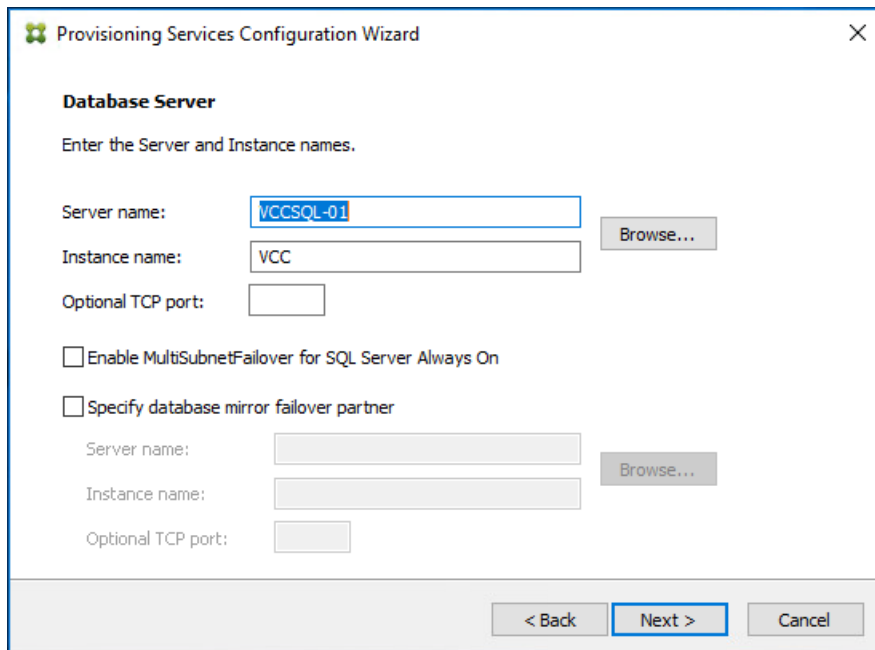 Provisioning Services Configuration Wizard
Database Server
Enter the Server and Instance names.
Server name: VCCSQL-01
Browse...
Instance name: VCC
Optional TCP port:
Enable MultiSubnetFailover for SQL Server Always On
Specify database mirror failover partner
Server name:
Browse...
Instance name:
Optional TCP port:
< Back Next > Cancel